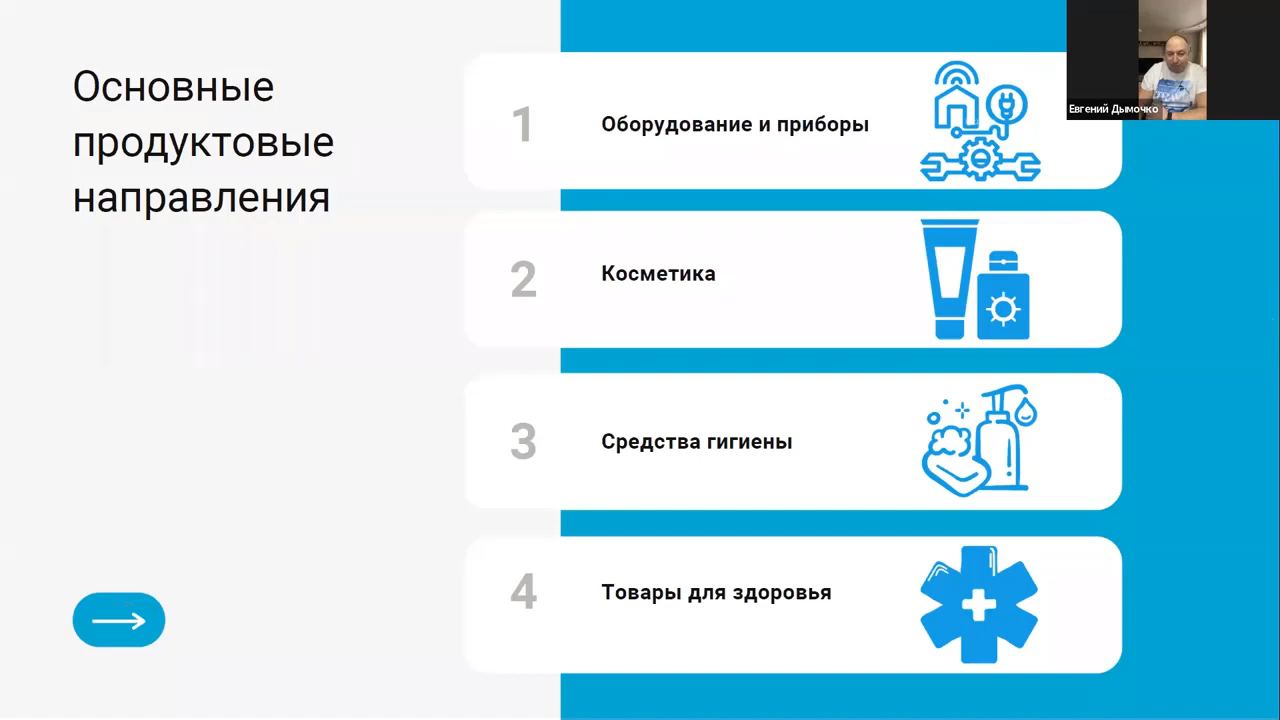 Основные
продуктовые
направления
1
Оборудование и приборы
2
Косметика
3
Средства гигиены
4
Товары для здоровья
Евгений Дымочко